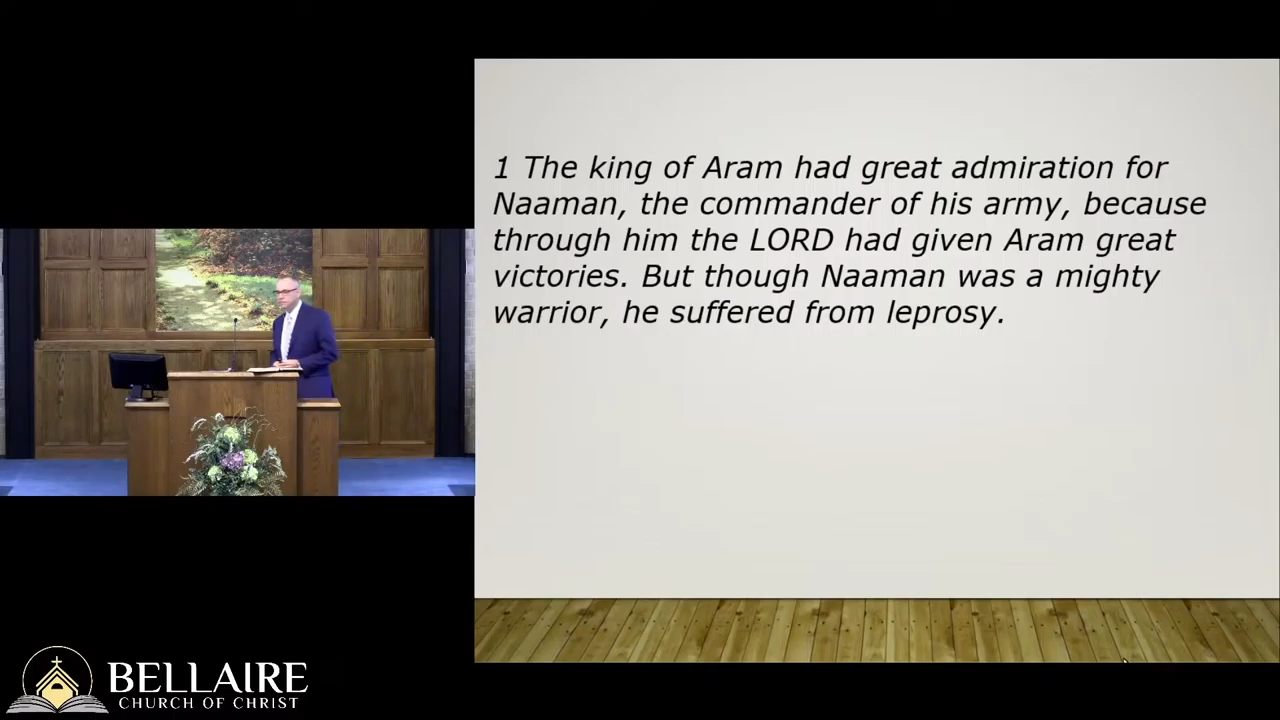 1 The king of Aram had great admiration for
Naaman, the commander of his army, because
through him the LORD had given Aram great
victories. But though Naaman was a mighty
warrior, he suffered from leprosy.
BELLAIRE
CHURCH OF CHRIST